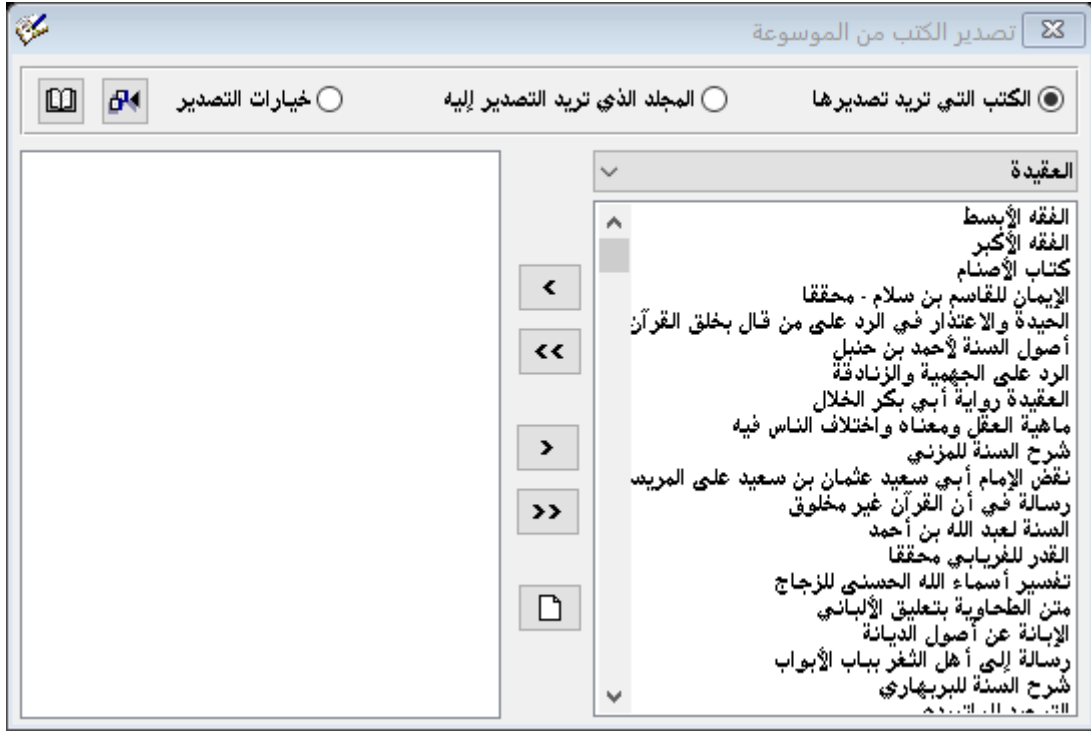 تصدير الكتب من الموسوعة
الكتب التي تريد تصديرها
المجلد الذي تريد التصدير إليه
خيارات التصدير
العقيدة
الفقه الأبسط
الفقه الأكبر
كتاب الأصنام
الإيمان للقاسم بن سلام - محققا
الحيدة والاعتذار في الرد على من قال بخلق القرآن
أصول السنة لأحمد بن حنبل
الرد على الجهمية والزنادقة
العقيدة رواية أبي بكر الخلال
ماهية العقل ومعناه واختلاف الناس فيه
شرح السنة للمزني
نقض الإمام أبي سعيد عثمان بن سعيد على المريس
رسالة في أن القرآن غير مخلوق
السنة لعبد الله بن أحمد
القدر للفريابي محققا
تفسير أسماء الله الحسنى للزجاج
متن الطحاوية بتعليق الألباني
الإبانة عن أصول الديانة
رسالة إلى أهل الثغر بباب الأبواب
شرح السنة للبربهاري
<
<<
>
>>